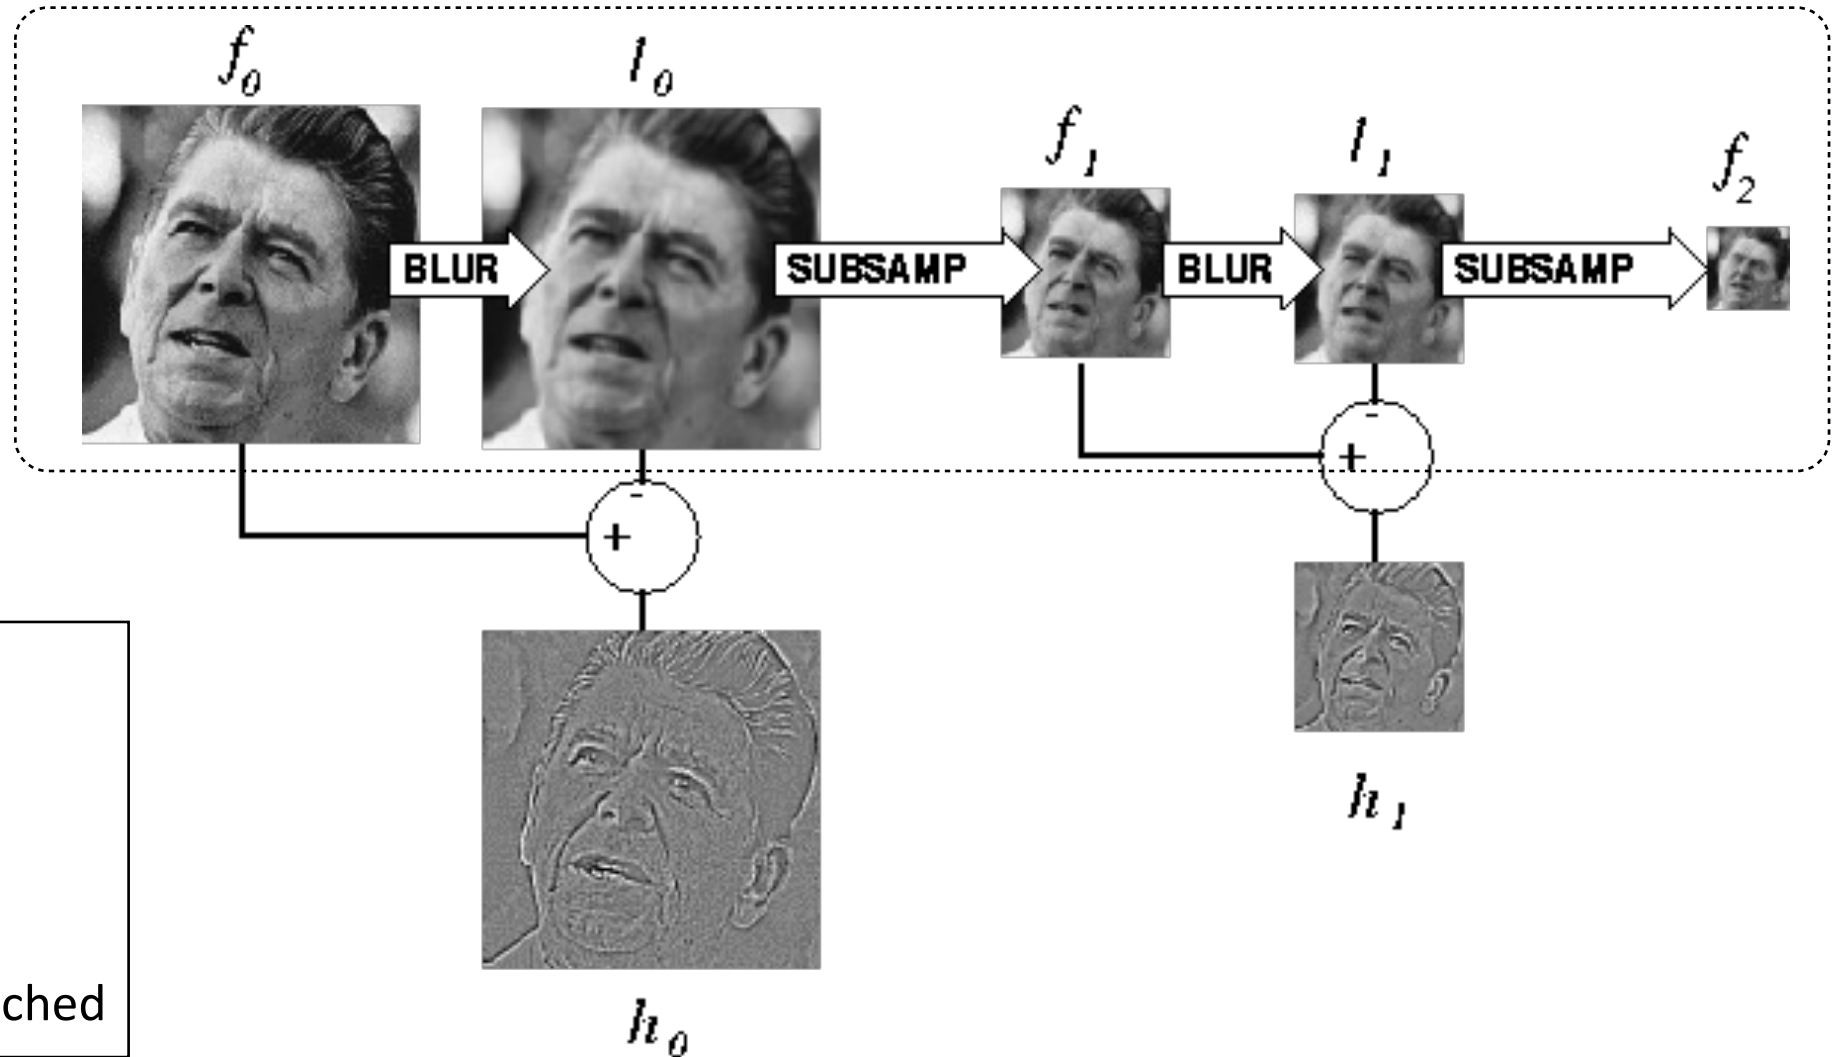 f0
l0
f1
l1
f2
BLUR
SUBSAMP
BLUR
SUBSAMP
-
+
-
+
h1
ched
h0